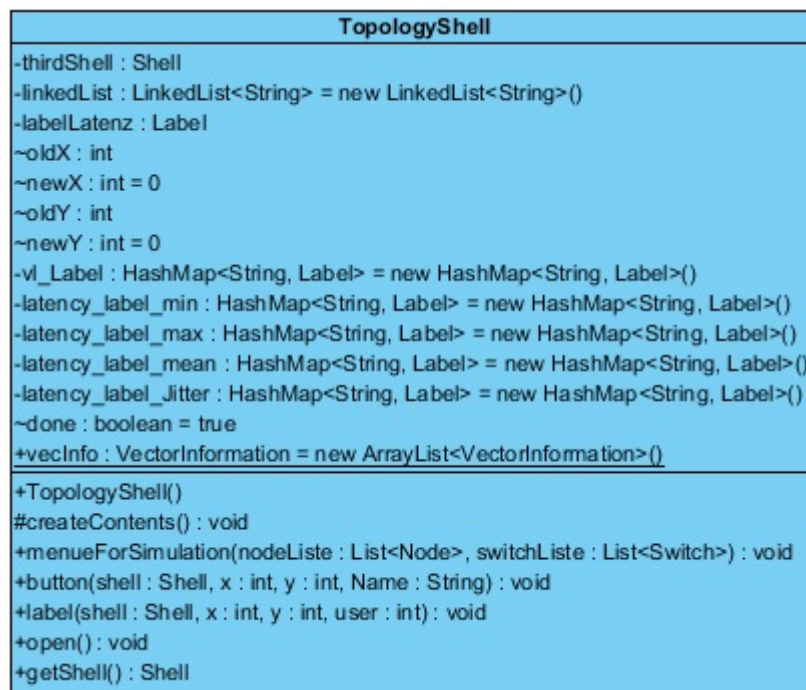 TopologyShell
-thirdShell : Shell
-linkedList : LinkedList<String> = new LinkedList<String>()
-labelLatenz : Label
~oldX : int
~newX : int = 0
~oldY : int
~newY : int = 0
-vl_Label : HashMap<String, Label> = new HashMap<String, Label>()
-latency_label_min : HashMap<String, Label> = new HashMap<String, Label>()
-latency_label_max : HashMap<String, Label> = new HashMap<String, Label>()
-latency_label_mean : HashMap<String, Label> = new HashMap<String, Label>()
-latency_label_Jitter : HashMap<String, Label> = new HashMap<String, Label>()
~done : boolean = true
+vecInfo : VectorInformation = new ArrayList<VectorInformation>()
+TopologyShell()
#createContents() : void
+menueForSimulation(nodeListe : List<Node>, switchListe : List<Switch>) : void
+button(shell : Shell, x : int, y : int, Name : String) : void
+label(shell : Shell, x : int, y : int, user : int) : void
+open() : void
+getShell() : Shell